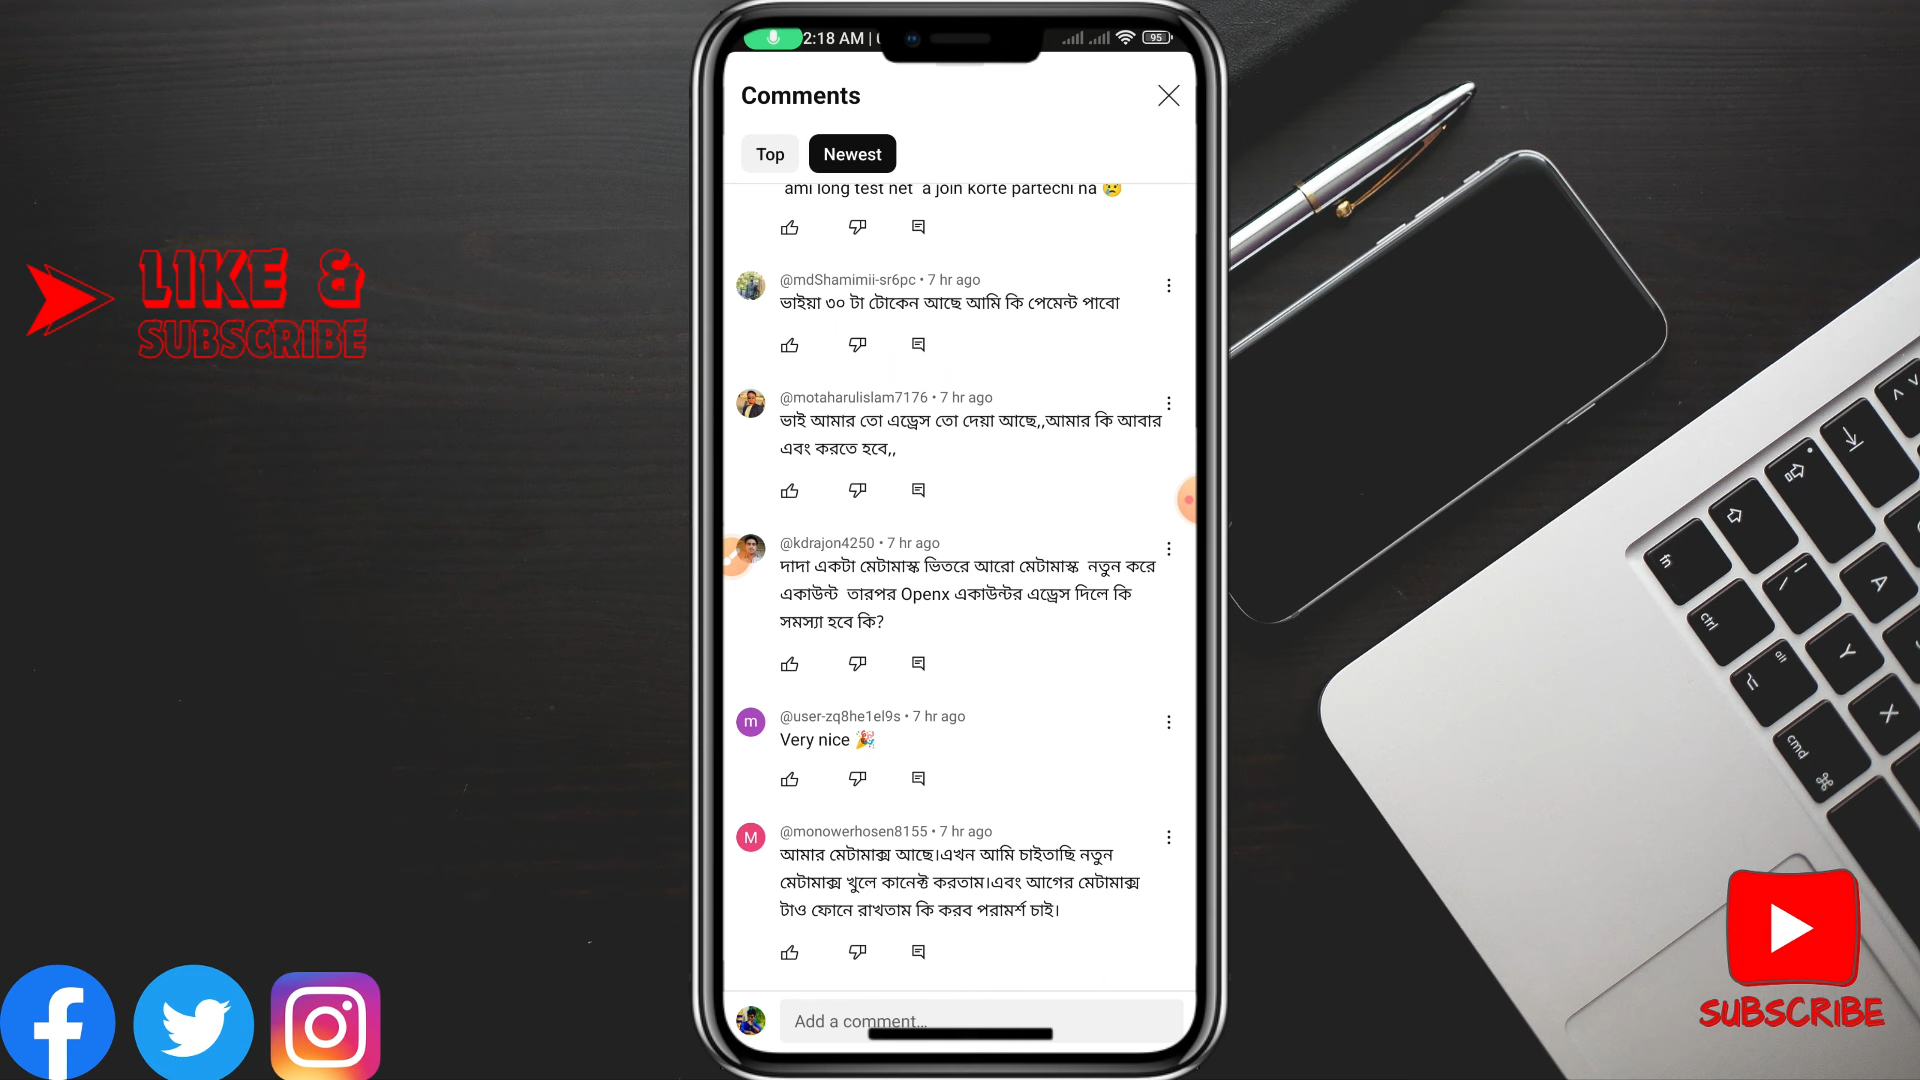 2:18 AM |
95
Comments
Top
Newest
ami long test net a join korte partechi na 😢
@mdShamimii-sr6pc • 7 hr ago
ভাইয়া ৩০ টা টোকেন আছে আমি কি পেমেন্ট পাবো
@motaharulislam7176 • 7 hr ago
ভাই আমার তো এড্রেস তো দেয়া আছে,,আমার কি আবার
এবং করতে হবে,,
@kdrajon4250 • 7 hr ago
দাদা একটা মেটামাস্ক ভিতরে আরো মেটামাস্ক নতুন করে
একাউন্ট তারপর Openx একাউন্টর এড্রেস দিলে কি
সমস্যা হবে কি?
m
@user-zq8he1el9s • 7 hr ago
Very nice 🎉
M
@monowerhosen8155 • 7 hr ago
আমার মেটামাক্স আছে।এখন আমি চাইতাছি নতুন
মেটামাক্স খুলে কানেক্ট করতাম।এবং আগের মেটামাক্স
টাও ফোনে রাখতাম কি করব পরামর্শ চাই।
Add a comment...
LIKE &
SUBSCRIBE
SUBSCRIBE
fn
ctrl
alt
cmd
A
Y
X